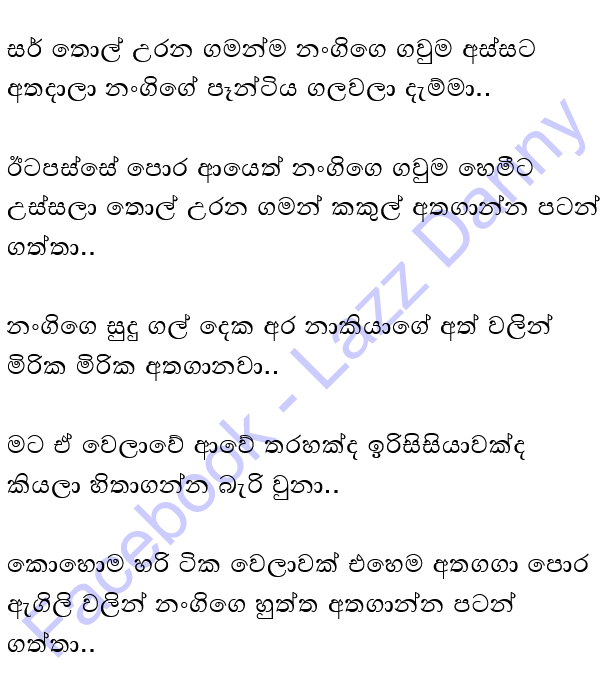 සර් තොල් උරන ගමන්ම නංගිගෙ ගවුම අස්සට
අතදාලා නංගිගේ පෑන්ටිය ගලවලා දැම්මා..
ඊටපස්සේ පොර ආයෙත් නංගිගෙ ගවුම හෙමීට
උස්සලා තොල් උරන ගමන් කකුල් අතගාන්න පටන්
ගත්තා..
නංගිගෙ සුදු ගල් දෙක අර නාකියාගේ අත් වලින්
මිරික මිරික අතගානවා..
මට ඒ වෙලාවේ ආවේ තරහක්ද ඉරිසිසියාවක්ද
කියලා හිතාගන්න බැරි වුනා..
කොහොම හරි ටික වෙලාවක් එහෙම අතගගා පොර
ඇගිලි වලින් නංගිගෙ හුත්ත අතගාන්න පටන්
ගත්තා..
Facebook - Lazz Danny